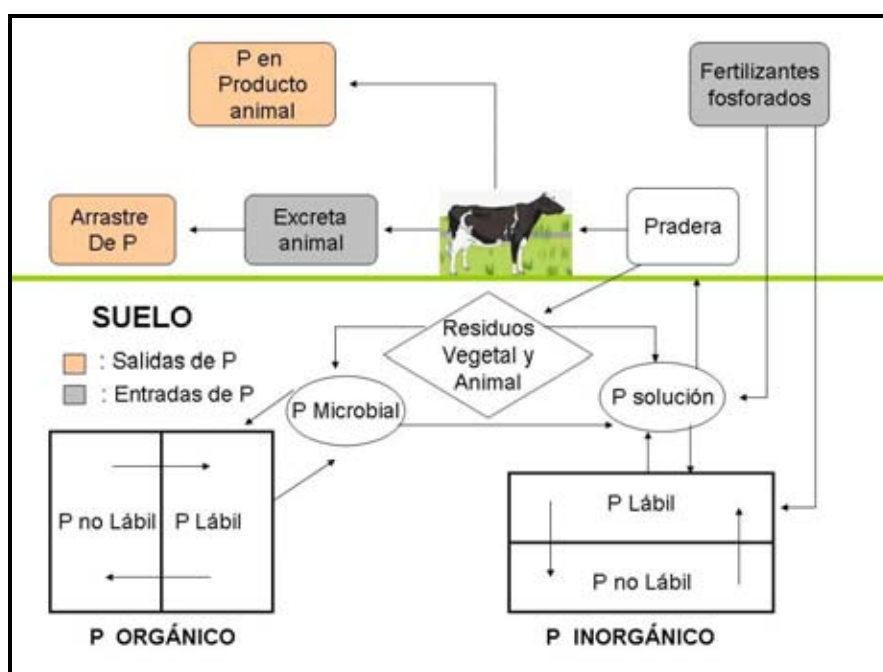 P en
Producto
animal
Fertilizantes
fosforados
Arrastre
De P
Excreta
animal
Pradera
SUELO
: Salidas de P
: Entradas de P
Residuos
Vegetal y
Animal
P Microbial
P solución
P no Lábil
P Lábil
P Lábil
P no Lábil
P ORGÁNICO
P INORGÁNICO